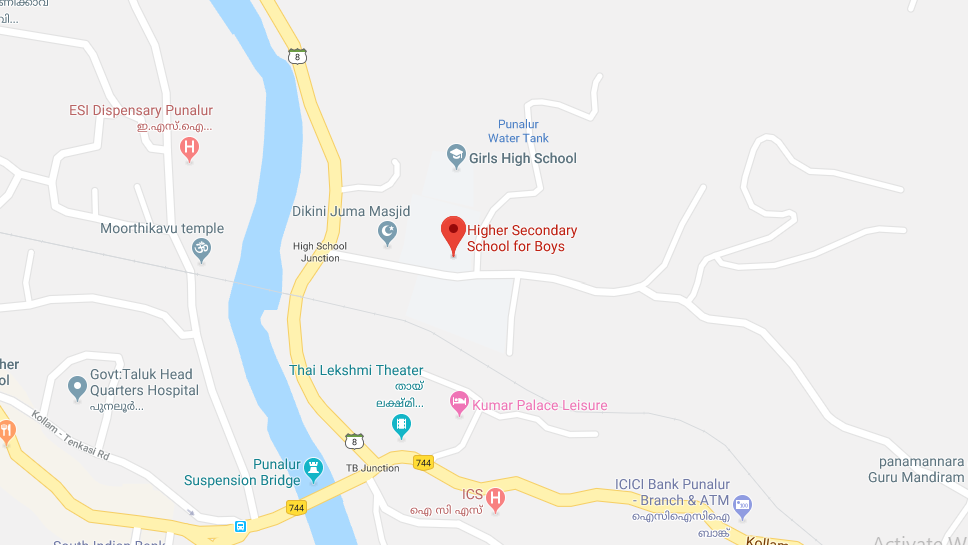 ണിക്കാവ്
വി...
8
ESI Dispensary Punalur
ഇ.എസ്.ഐ...
H
Punalur
Water Tank
Girls High School
Dikini Juma Masjid
Moorthikavu temple
Higher Secondary
School for Boys
High School
Junction
her
ol
Thai Lekshmi Theater
തായ്
ലക്ഷ്മി...
Govt:Taluk Head
Quarters Hospital
പുനലൂർ...
Kumar Palace Leisure
Kollam - Tenkasi Rd
8
TB Junction
744
Punalur
Suspension Bridge
panamannara
Guru Mandiram
ICICI Bank Punalur
- Branch & ATM
ഐസിഐസിഐ
ബാങ്ക്
ICS
ഐ സി എസ്
H
744
South Indian Bank
Kollam
Activate W